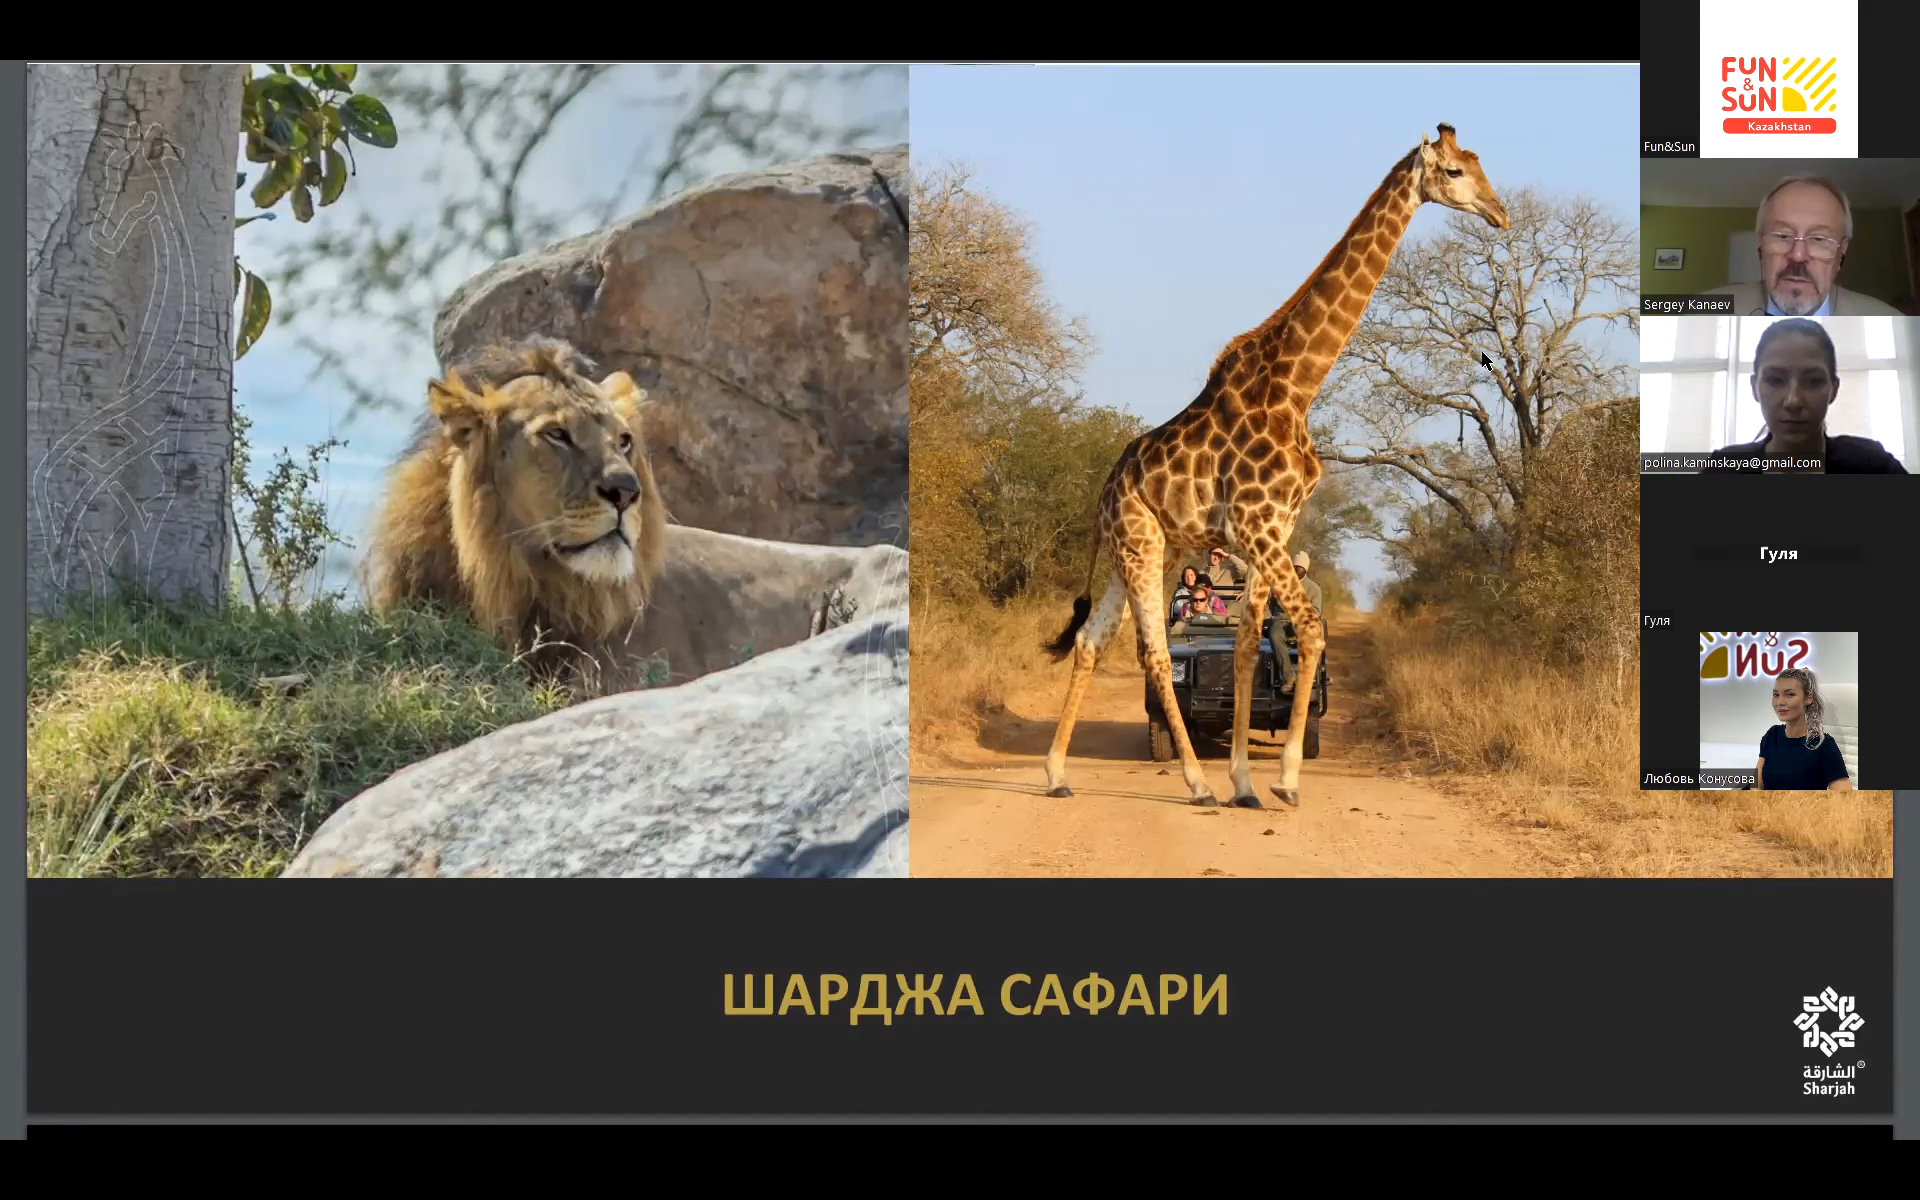 FUN
&
SUN
Kazakhstan
Fun&Sun
Sergey Kanaev
polina.kaminskaya@gmail.com
Гуля
Гуля
&
SUN
Любовь Конусова
ШАРДЖА САФАРИ
الشارقة
Sharjah